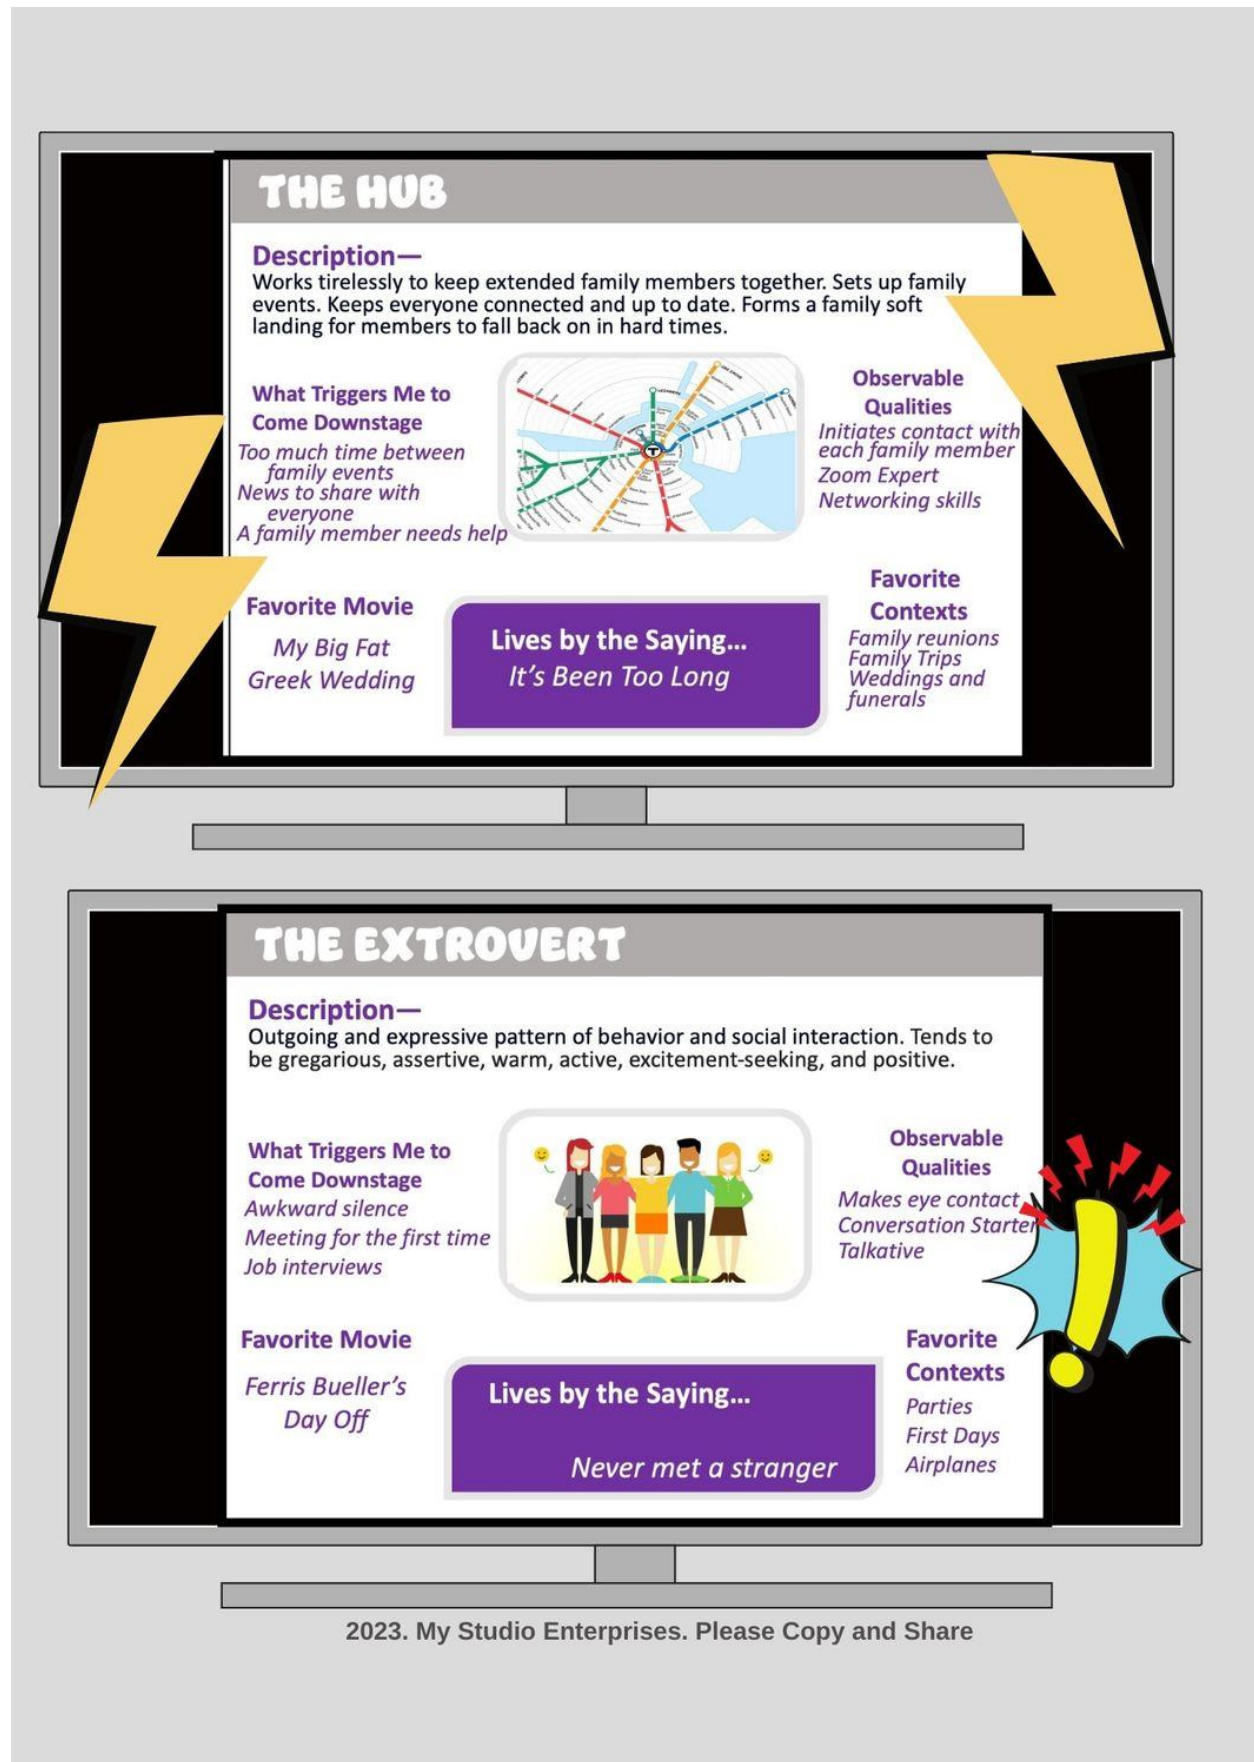 THE HUB
Description—
Works tirelessly to keep extended family members together. Sets up family
events. Keeps everyone connected and up to date. Forms a family soft
landing for members to fall back on in hard times.
What Triggers Me to
Come Downstage
Too much time between
family events
News to share with
everyone
A family member needs help
T
Observable
Qualities
Initiates contact with
each family member
Zoom Expert
Networking skills
Favorite Movie
My Big Fat
Greek Wedding
Lives by the Saying...
It's Been Too Long
Favorite
Contexts
Family reunions
Family Trips
Weddings and
funerals
THE EXTROVERT
Description—
Outgoing and expressive pattern of behavior and social interaction. Tends to
be gregarious, assertive, warm, active, excitement-seeking, and positive.
What Triggers Me to
Come Downstage
Awkward silence
Meeting for the first time
Job interviews
Observable
Qualities
Makes eye contact
Conversation Starter
Talkative
Favorite Movie
Ferris Bueller's
Day Off
Lives by the Saying...
Never met a stranger
Favorite
Contexts
Parties
First Days
Airplanes
2023. My Studio Enterprises. Please Copy and Share